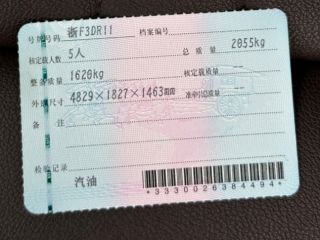 号牌号码 浙F3DR11 档案编号
核定载人数 5人 总质量 2055kg
整备质量 1620kg 核定载质量 --
外廓尺寸 4829×1827×1463mm 准牵引总质量 --
备注
检验记录
汽油
*3330026384494*